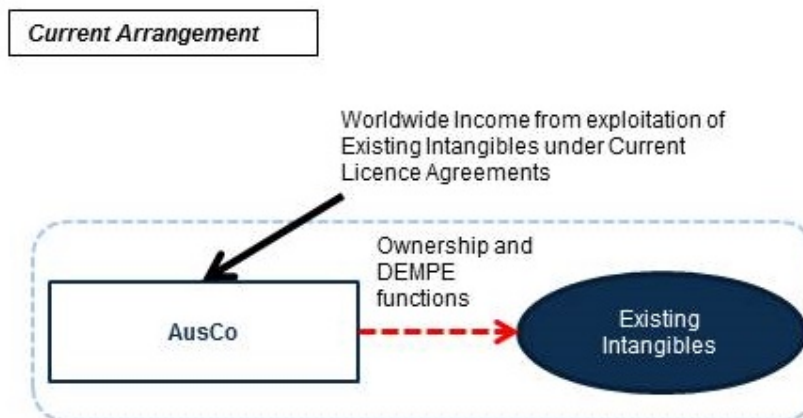 Current Arrangement
Worldwide Income from exploitation of
Existing Intangibles under Current
Licence Agreements
Ownership and
DEMPE
functions
AusCo
Existing
Intangibles